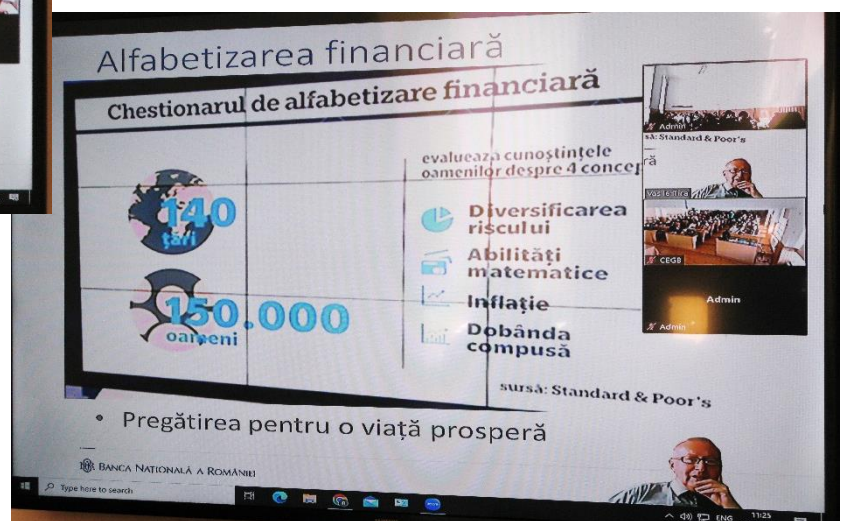 Alfabetizarea financiară
Chestionarul de alfabetizare financiară
140
țări
150.000
oameni
evaluează cunoștințele
oamenilor despre 4 concep
Diversificarea
riscului
Abilități
matematice
Inflație
Dobânda
compusă
sursă: Standard & Poor's
• Pregătirea pentru o viață prosperă
BANCA NAȚIONALĂ A ROMÂNIEI
Admin
să: Standard & Poor's
ră
CEGB
Admin
Admin
Type here to search
ENG
11:25